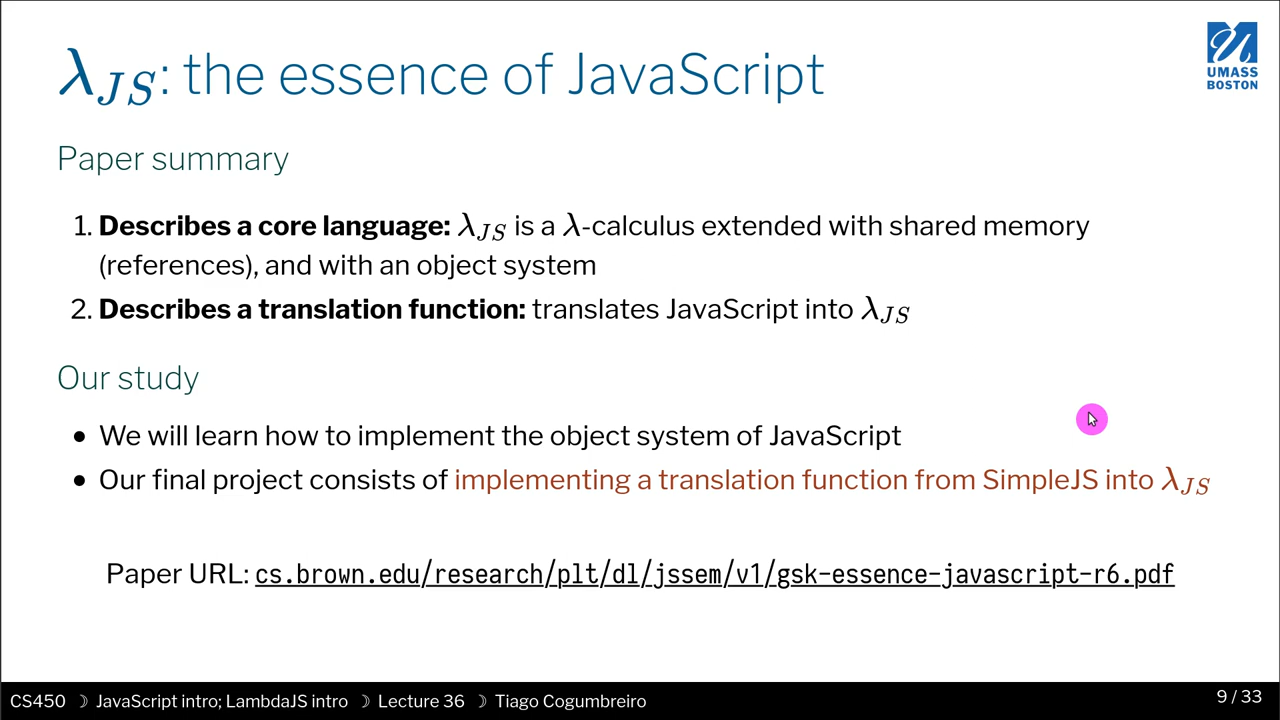 λJS: the essence of JavaScript
UMASS
BOSTON
Paper summary
1. Describes a core language: λJS is a λ-calculus extended with shared memory
(references), and with an object system
2. Describes a translation function: translates JavaScript into λJS
Our study
• We will learn how to implement the object system of JavaScript
• Our final project consists of implementing a translation function from SimpleJS into λJS
Paper URL: cs.brown.edu/research/plt/dl/jssem/v1/gsk-essence-javascript-r6.pdf
CS450 ☽ JavaScript intro; LambdaJS intro ☽ Lecture 36 ☽ Tiago Cogumbreiro
9 / 33